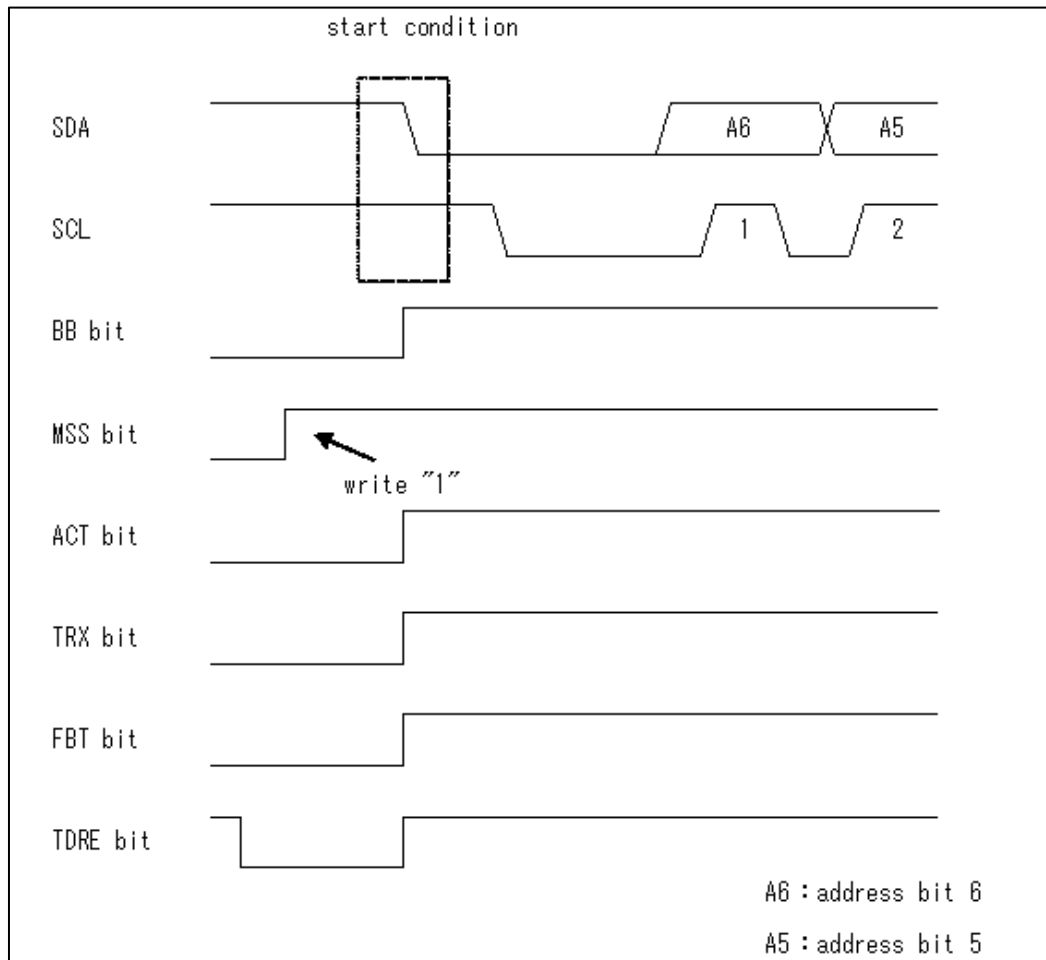 start condition
SDA
A6
A5
SCL
1
2
BB bit
MSS bit
write ″1″
ACT bit
TRX bit
FBT bit
TDRE bit
A6：address bit 6
A5：address bit 5